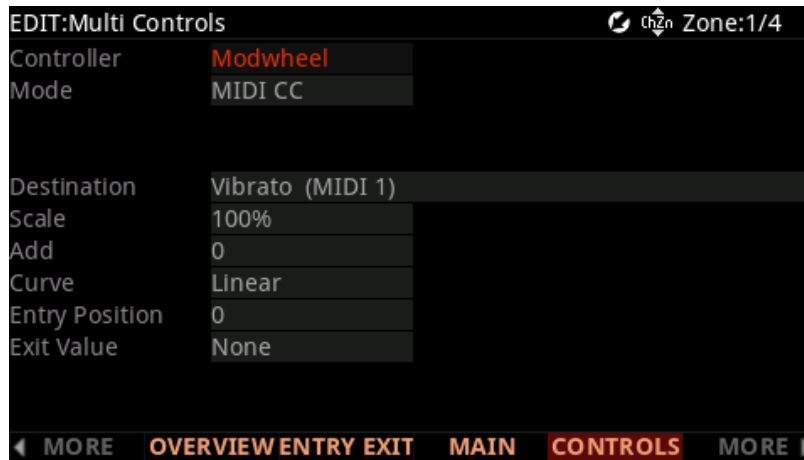 EDIT:Multi Controls ChZn Zone:1/4
Controller Modwheel
Mode MIDI CC
Destination Vibrato (MIDI 1)
Scale 100%
Add 0
Curve Linear
Entry Position 0
Exit Value None
MORE OVERVIEW ENTRY EXIT MAIN CONTROLS MORE